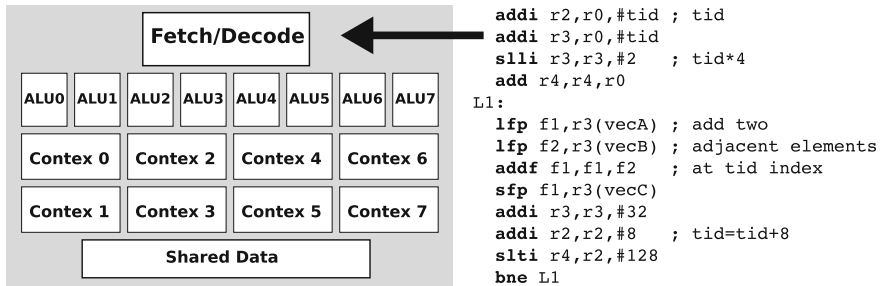 Fetch/Decode
ALU0 ALU1 ALU2 ALU3 ALU4 ALU5 ALU6 ALU7
Contex 0 Contex 2 Contex 4 Contex 6
Contex 1 Contex 3 Contex 5 Contex 7
Shared Data
addi r2,r0,#tid ; tid
addi r3,r0,#tid
slli r3,r3,#2 ; tid*4
add r4,r4,r0
L1:
lfp f1,r3(vecA) ; add two
lfp f2,r3(vecB) ; adjacent elements
addf f1,f1,f2 ; at tid index
sfp f1,r3(vecC)
addi r3,r3,#32
addi r2,r2,#8 ; tid=tid+8
slti r4,r2,#128
bne L1